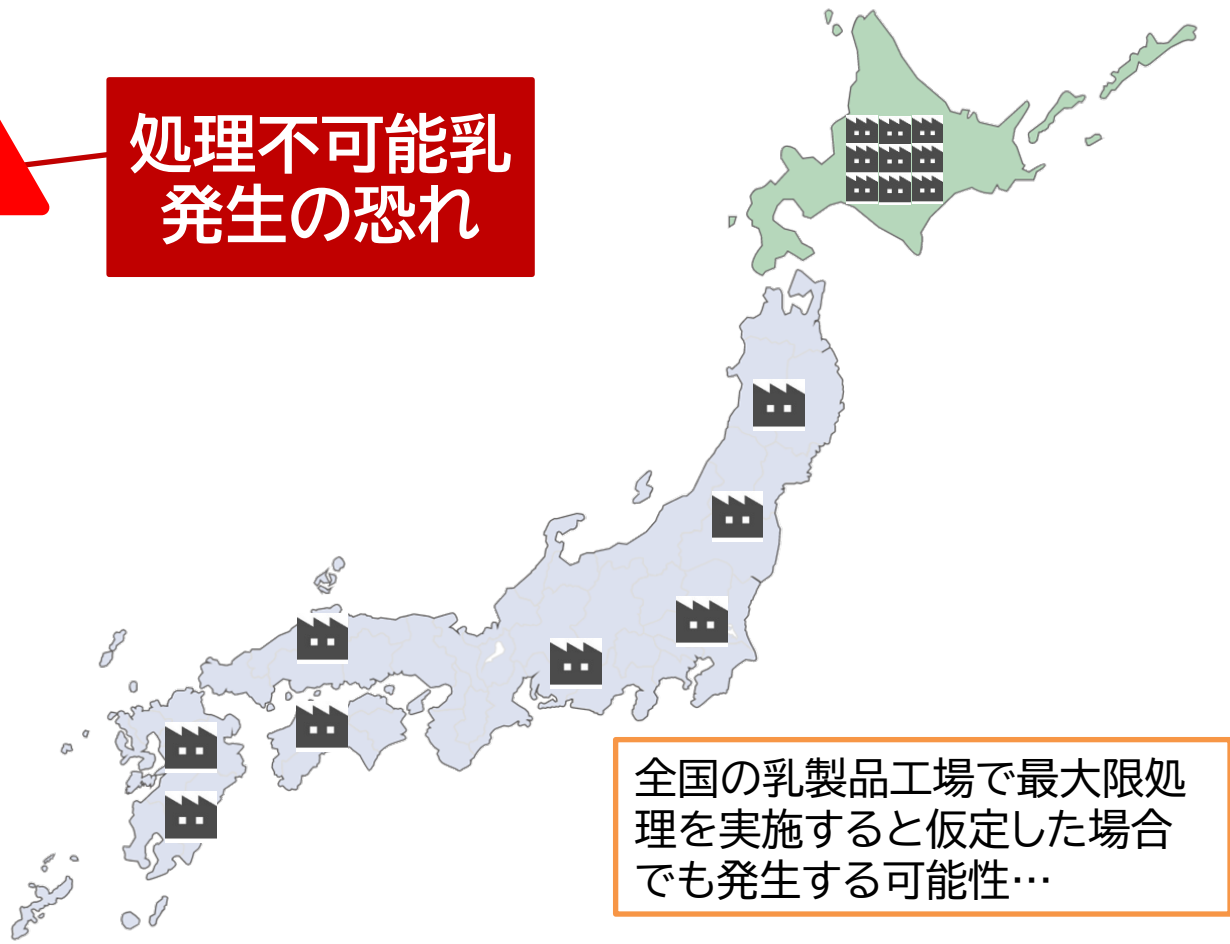 処理不可能乳
発生の恐れ
全国の乳製品工場で最大限処
理を実施すると仮定した場合
でも発生する可能性…